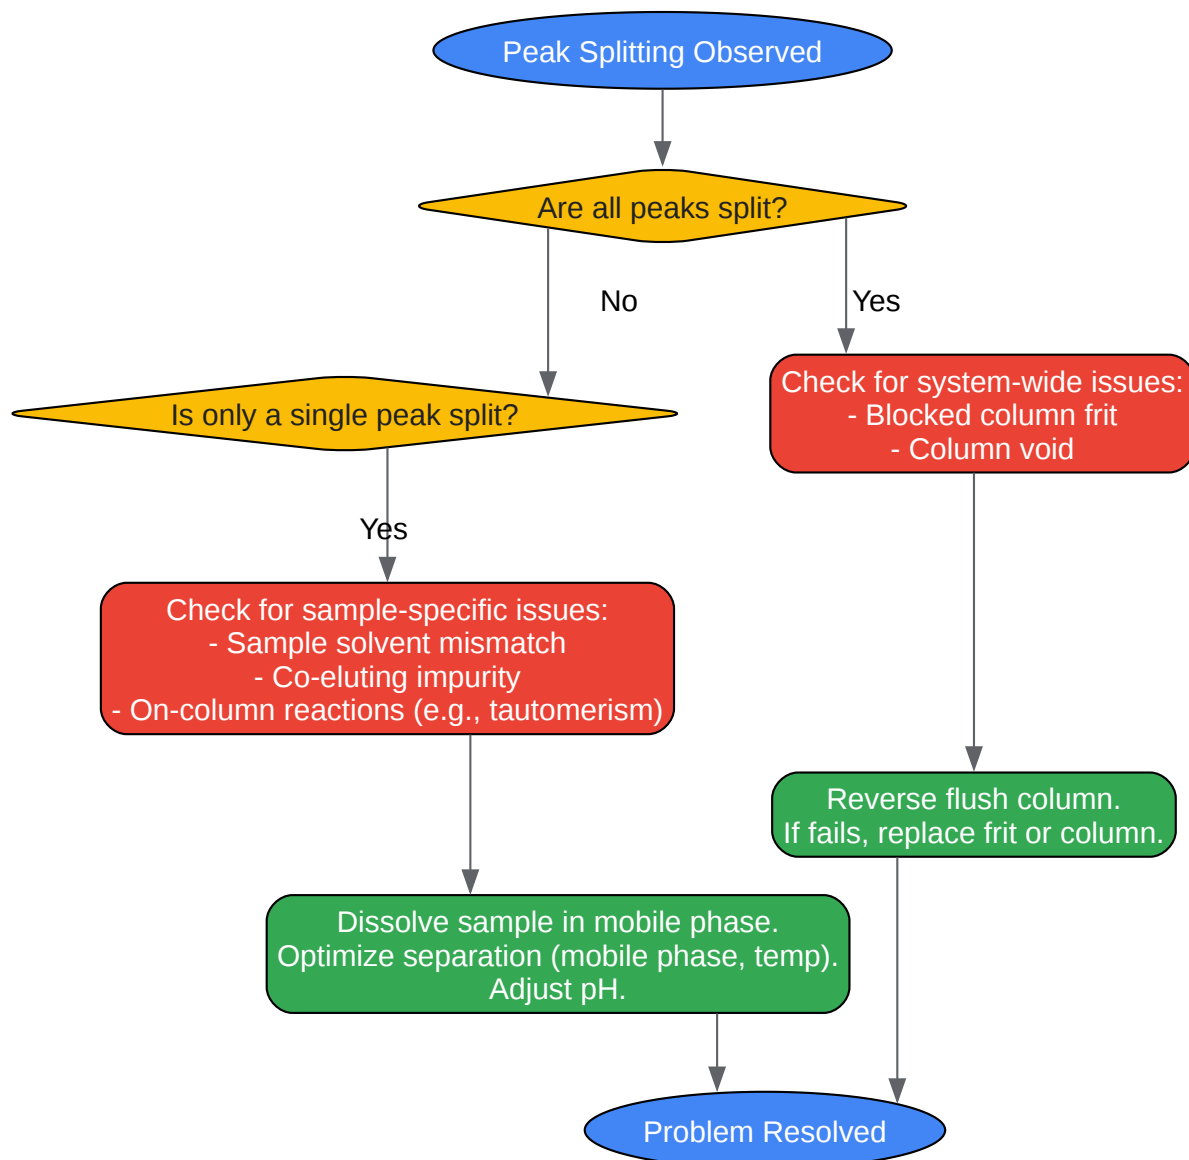 Peak Splitting Observed
Are all peaks split?
No
Yes
Is only a single peak split?
Check for system-wide issues:
- Blocked column frit
- Column void
Yes
Check for sample-specific issues:
- Sample solvent mismatch
- Co-eluting impurity
- On-column reactions (e.g., tautomerism)
Reverse flush column.
If fails, replace frit or column.
Dissolve sample in mobile phase.
Optimize separation (mobile phase, temp).
Adjust pH.
Problem Resolved